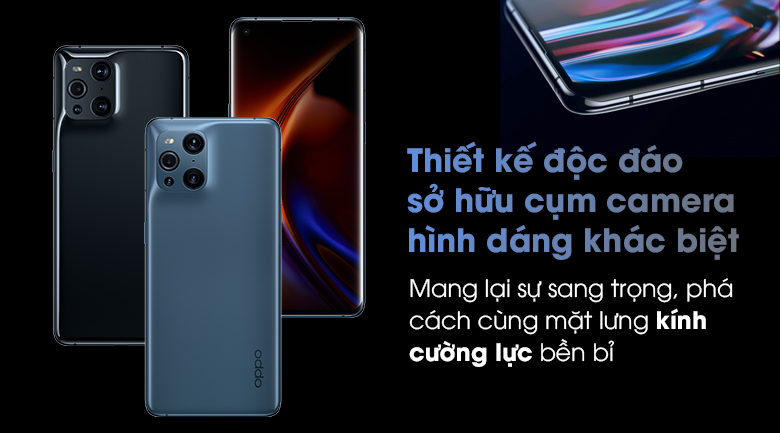 Thiết kế độc đáo
sở hữu cụm camera
hình dáng khác biệt
Mang lại sự sang trọng, phá
cách cùng mặt lưng kính
cường lực bền bỉ
oppo